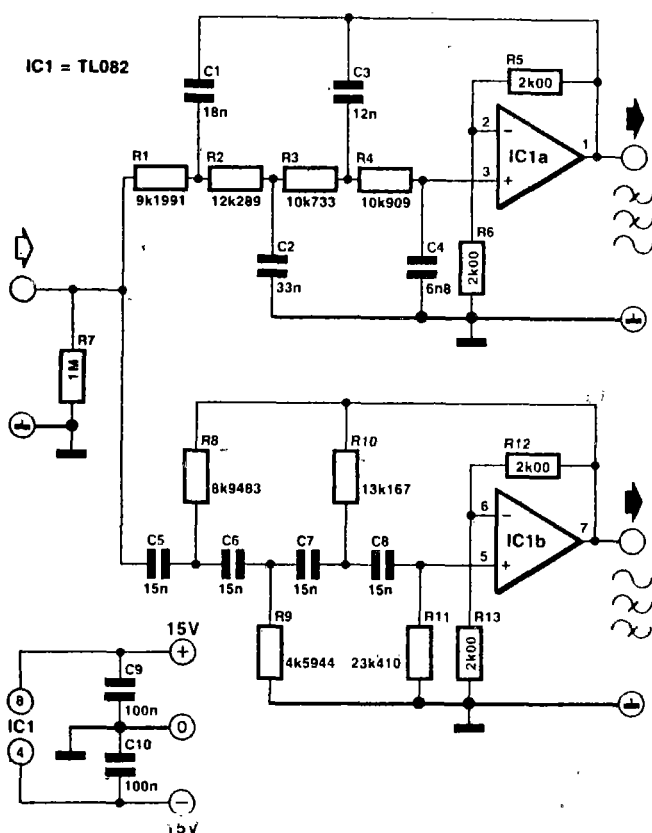 IC1 = TL082
C1
18n
C3
12n
R5
2k00
2
−
IC1a
1
3
+
R1
9k1991
R2
12k289
R3
10k733
R4
10k909
C2
33n
C4
6n8
R6
2k00
R7
1M
R8
8k9483
R10
13k167
R12
2k00
6
−
IC1b
7
5
+
C5
15n
C6
15n
C7
15n
C8
15n
R9
4k5944
R11
23k410
R13
2k00
15V
+
C9
100n
8
IC1
4
0
C10
100n
−
15V